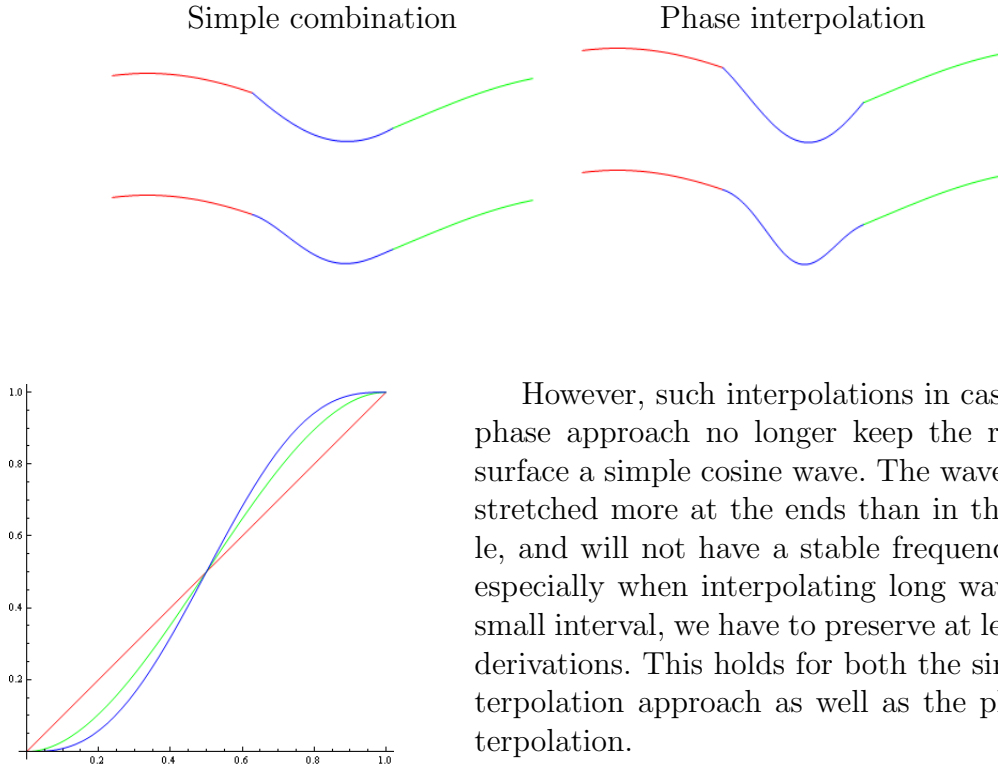 Simple combination
Phase interpolation
1.0
0.8
0.6
0.4
0.2
0.2
0.4
0.6
0.8
1.0
However, such interpolations in cas
phase approach no longer keep the r
surface a simple cosine wave. The wave
stretched more at the ends than in th
le, and will not have a stable frequenc
especially when interpolating long wav
small interval, we have to preserve at le
derivations. This holds for both the sin
terpolation approach as well as the pl
terpolation.